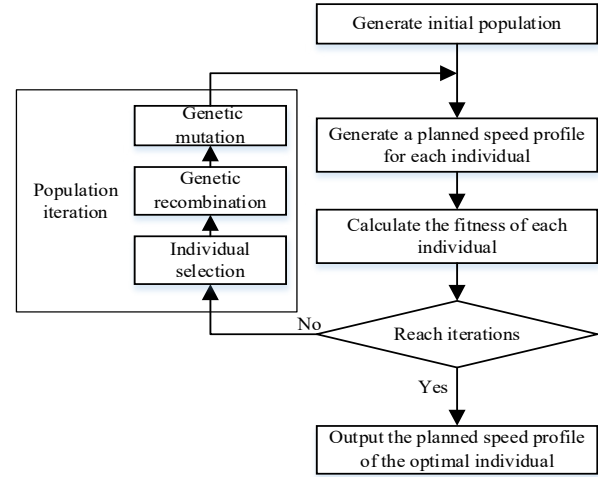 Generate initial population
Genetic
mutation
Generate a planned speed profile
for each individual
Population
iteration
Genetic
recombination
Calculate the fitness of each
individual
Individual
selection
No
Reach iterations
Yes
Output the planned speed profile
of the optimal individual